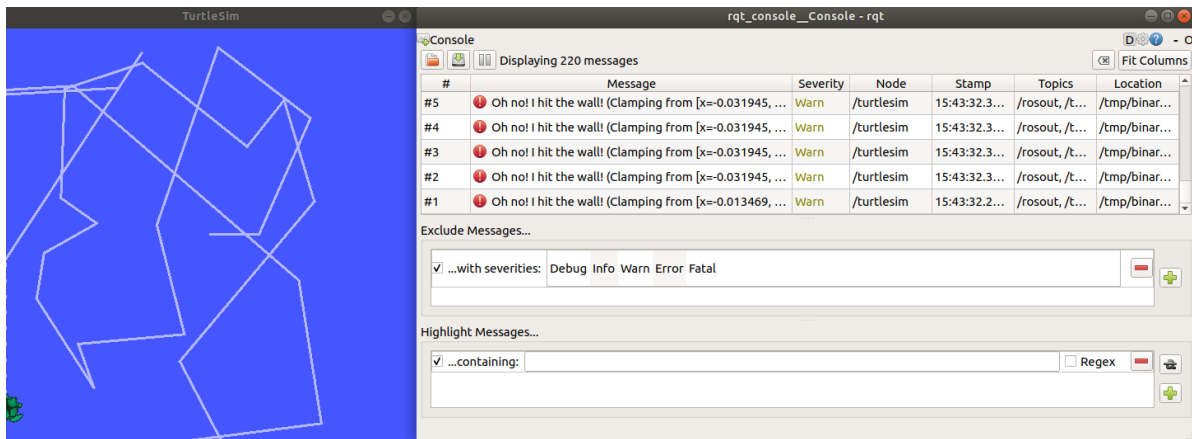 TurtleSim
rqt_console__Console - rqt
Console
D
- O
Displaying 220 messages
Fit Columns
# Message Severity Node Stamp Topics Location
#5 Oh no! I hit the wall! (Clamping from [x=-0.031945, ... Warn /turtlesim 15:43:32.3... /rosout, /t... /tmp/binar...
#4 Oh no! I hit the wall! (Clamping from [x=-0.031945, ... Warn /turtlesim 15:43:32.3... /rosout, /t... /tmp/binar...
#3 Oh no! I hit the wall! (Clamping from [x=-0.031945, ... Warn /turtlesim 15:43:32.3... /rosout, /t... /tmp/binar...
#2 Oh no! I hit the wall! (Clamping from [x=-0.031945, ... Warn /turtlesim 15:43:32.3... /rosout, /t... /tmp/binar...
#1 Oh no! I hit the wall! (Clamping from [x=-0.013469, ... Warn /turtlesim 15:43:32.2... /rosout, /t... /tmp/binar...
Exclude Messages...
...with severities: Debug Info Warn Error Fatal
Highlight Messages...
...containing: Regex